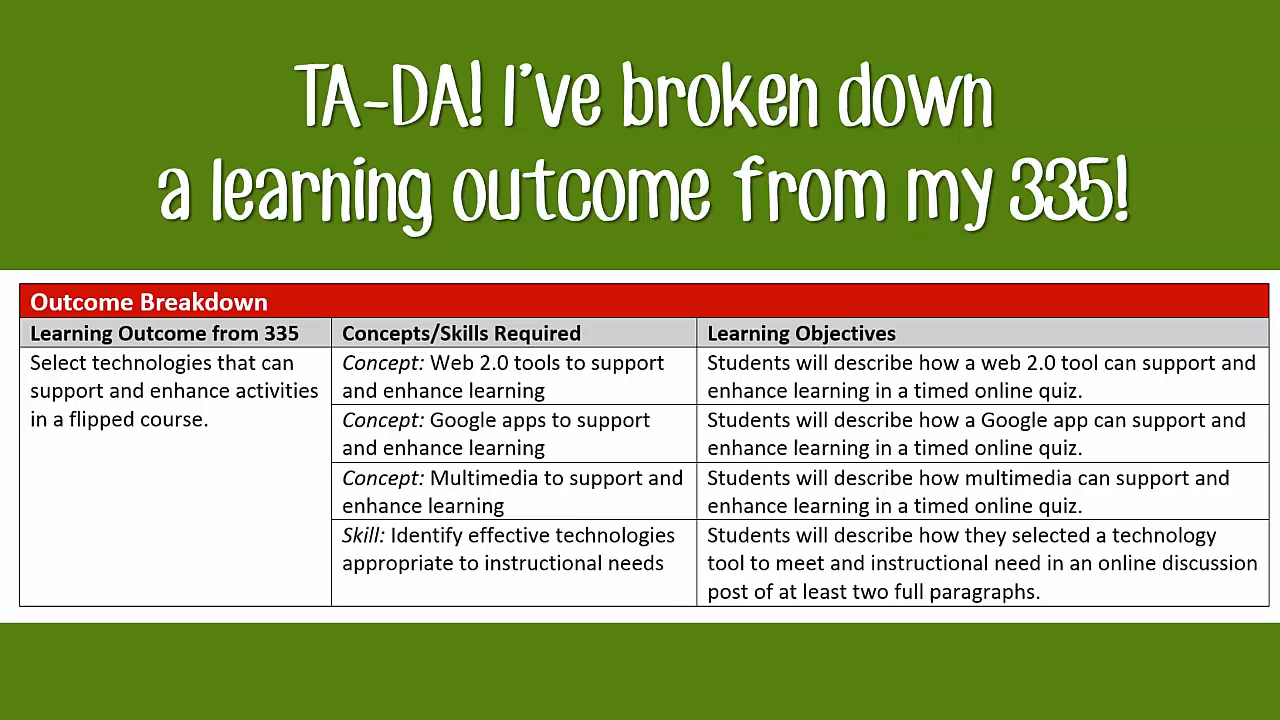 TA-DA! I've broken down
a learning outcome from my 335!
Outcome Breakdown
Learning Outcome from 335
Concepts/Skills Required
Learning Objectives
Select technologies that can
support and enhance activities
in a flipped course.
Concept: Web 2.0 tools to support
and enhance learning
Students will describe how a web 2.0 tool can support and
enhance learning in a timed online quiz.
Concept: Google apps to support
and enhance learning
Students will describe how a Google app can support and
enhance learning in a timed online quiz.
Concept: Multimedia to support and
enhance learning
Students will describe how multimedia can support and
enhance learning in a timed online quiz.
Skill: Identify effective technologies
appropriate to instructional needs
Students will describe how they selected a technology
tool to meet and instructional need in an online discussion
post of at least two full paragraphs.